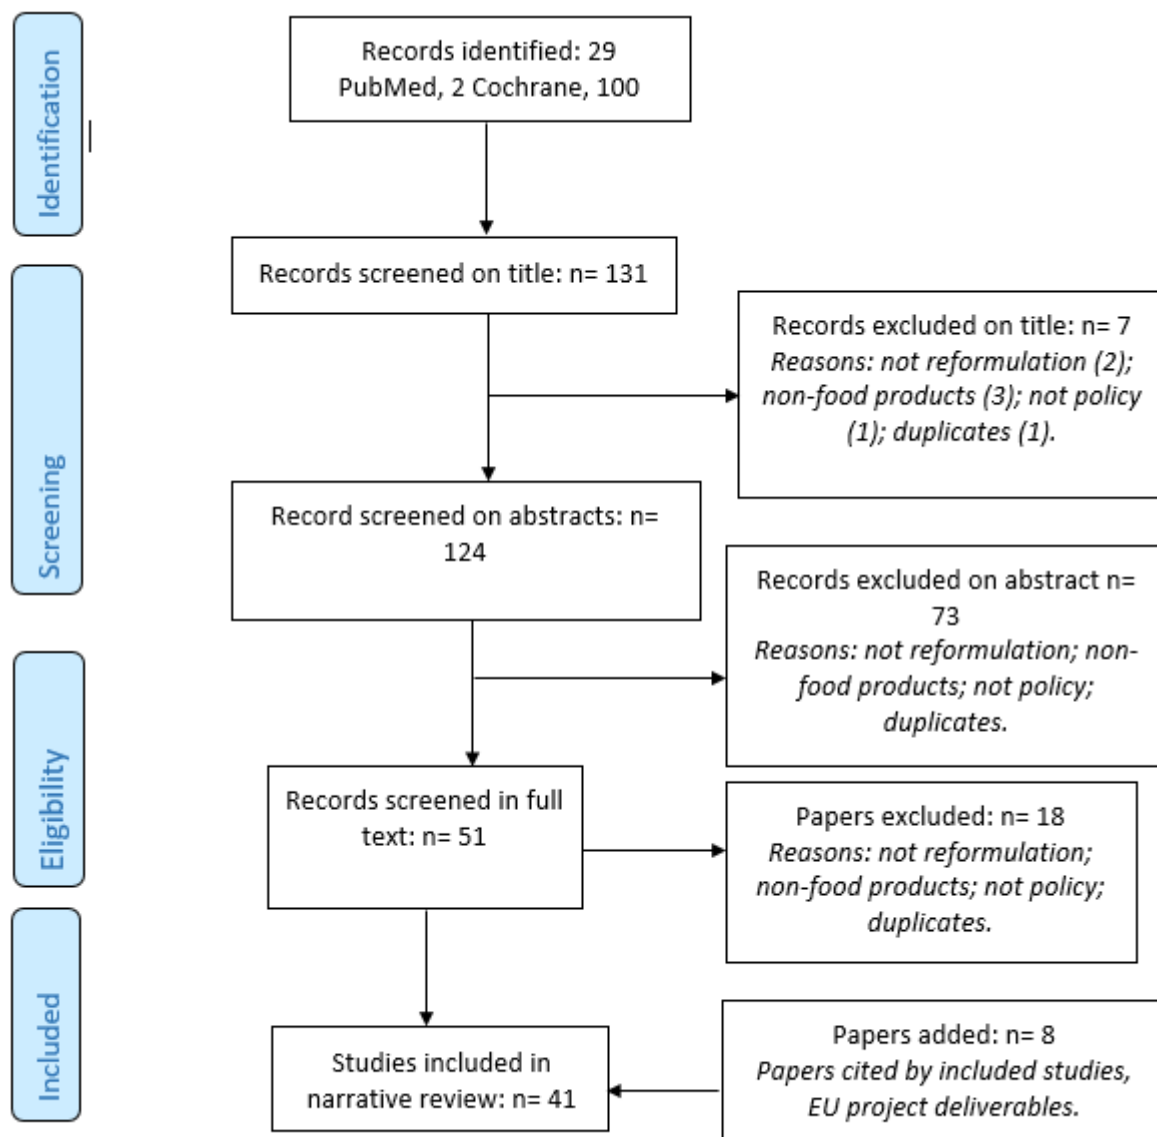 Identification
Records identified: 29
PubMed, 2 Cochrane, 100
Records screened on title: n= 131
Screening
Records excluded on title: n= 7
Reasons: not reformulation (2);
non-food products (3); not policy
(1); duplicates (1).
Record screened on abstracts: n=
124
Records excluded on abstract n=
73
Reasons: not reformulation; non-
food products; not policy;
duplicates.
Eligibility
Records screened in full
text: n= 51
Papers excluded: n= 18
Reasons: not reformulation;
non-food products; not policy;
duplicates.
Included
Studies included in
narrative review: n= 41
Papers added: n= 8
Papers cited by included studies,
EU project deliverables.